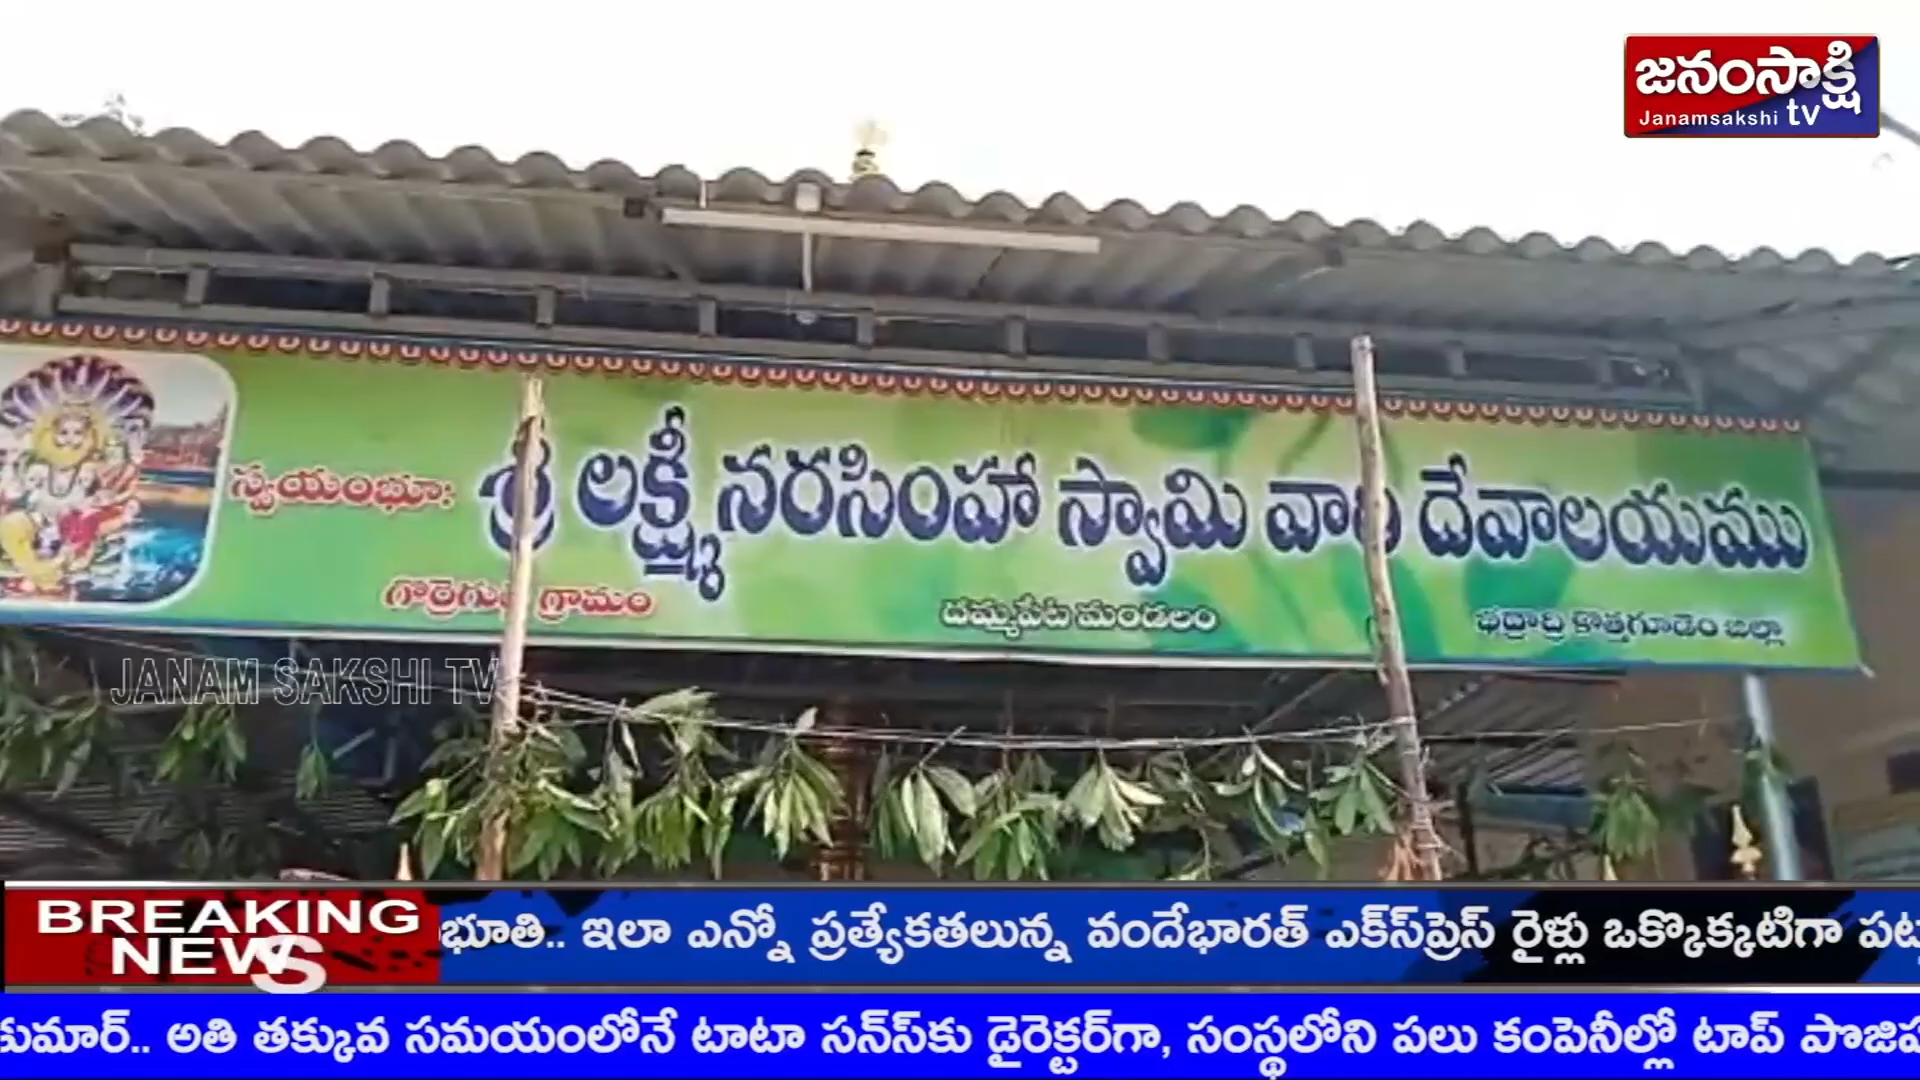 జనంసాక్షి
Janamsakshi tv
స్వయంభూః శ్రీ లక్ష్మీనరసింహా స్వామి వారి దేవాలయము
గ్రామం దమ్మపేట మండలం భద్రాద్రి కొత్తగూడెం జిల్లా
JANAM SAKSHI TV
BREAKING NEWS
భూతి.. ఇలా ఎన్నో ప్రత్యేకతలున్న వందేభారత్ ఎక్స్‌ప్రెస్ రైళ్లు ఒక్కొక్కటిగా
కుమార్.. అతి తక్కువ సమయంలోనే టాటా సన్స్‌కు డైరెక్టర్‌గా, సంస్థలోని పలు కంపెనీల్లో టాప్